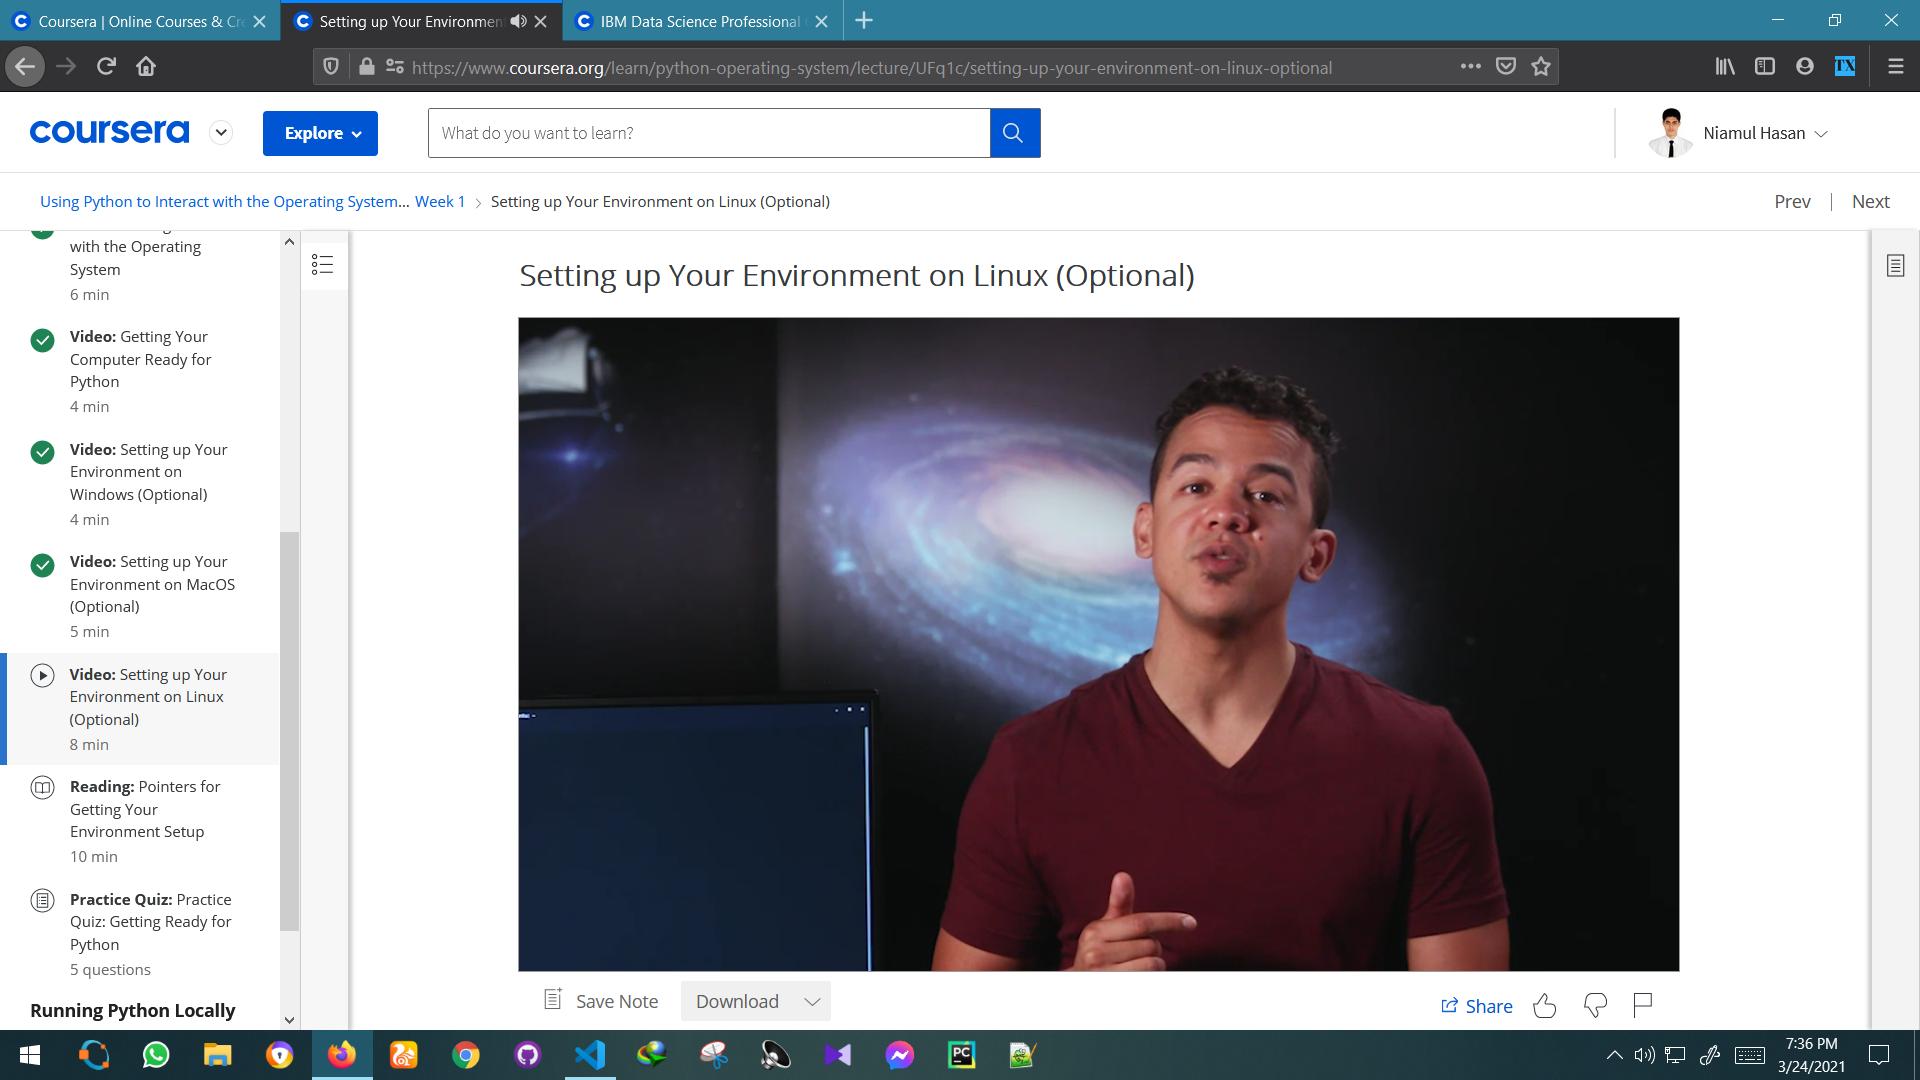 Coursera | Online Courses & Cre
Setting up Your Environmen
IBM Data Science Professional
https://www.coursera.org/learn/python-operating-system/lecture/UFq1c/setting-up-your-environment-on-linux-optional
TX
coursera
Explore
What do you want to learn?
Niamul Hasan
Using Python to Interact with the Operating System... Week 1 > Setting up Your Environment on Linux (Optional)
Prev | Next
with the Operating
System
6 min
Video: Getting Your
Computer Ready for
Python
4 min
Video: Setting up Your
Environment on
Windows (Optional)
4 min
Video: Setting up Your
Environment on MacOS
(Optional)
5 min
Video: Setting up Your
Environment on Linux
(Optional)
8 min
Reading: Pointers for
Getting Your
Environment Setup
10 min
Practice Quiz: Practice
Quiz: Getting Ready for
Python
5 questions
Running Python Locally
Setting up Your Environment on Linux (Optional)
Save Note
Download
Share
PC
7:36 PM
3/24/2021